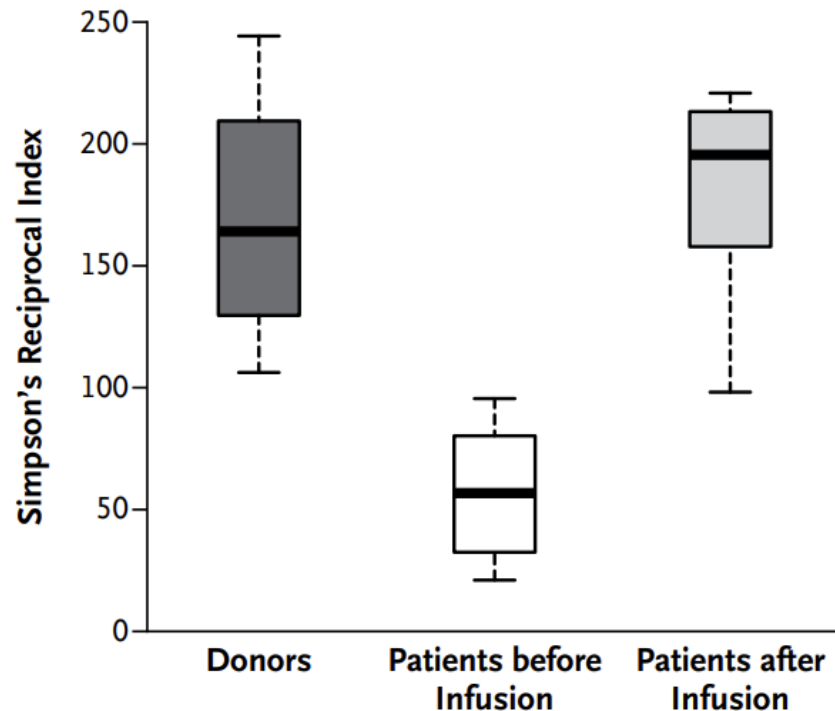 Simpson's Reciprocal Index
250
200
150
100
50
0
Donors
Patients before
Infusion
Patients after
Infusion